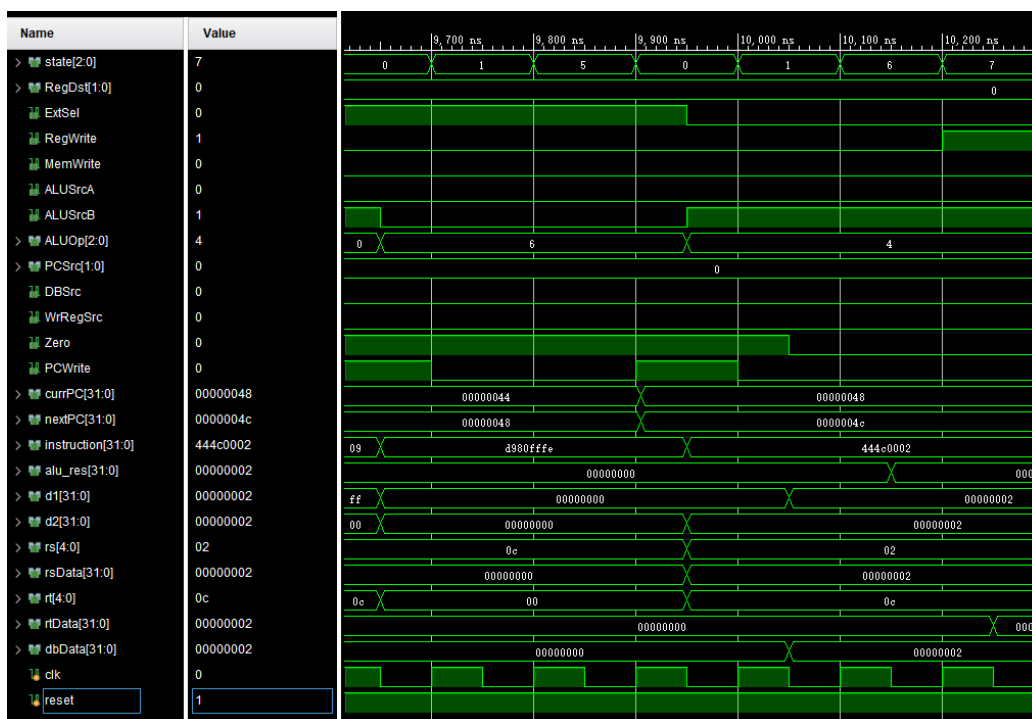 Name Value 9,700 ns 9,800 ns 9,900 ns 10,000 ns 10,100 ns 10,200 ns
state[2:0] 7 0 1 5 0 1 6 7
RegDst[1:0] 0 0
ExtSel 0
RegWrite 1
MemWrite 0
ALUSrcA 0
ALUSrcB 1
ALUOp[2:0] 4 0 6 4
PCSrc[1:0] 0 0
DBSrc 0
WrRegSrc 0
Zero 0
PCWrite 0
currPC[31:0] 00000048 00000044 00000048
nextPC[31:0] 0000004c 00000048 0000004c
instruction[31:0] 444c0002 09 d980fffe 444c0002
alu_res[31:0] 00000002 00000000 000
d1[31:0] 00000002 ff 00000000 00000002
d2[31:0] 00000002 00 00000000 00000002
rs[4:0] 02 0c 02
rsData[31:0] 00000002 00000000 00000002
rt[4:0] 0c 0c 00 0c
rtData[31:0] 00000002 00000000 000
dbData[31:0] 00000002 00000000 00000002
clk 0
reset 1